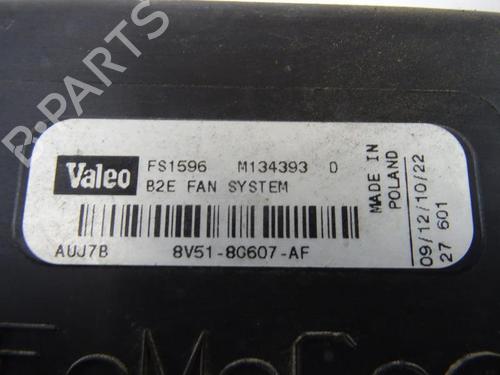 B-PARTS
Valeo
FS1596 M134393 D
B2E FAN SYSTEM
AUJ7B 8V51-8C607-AF
MADE IN
POLAND
09/12/10/22
27 601
FoMoCo